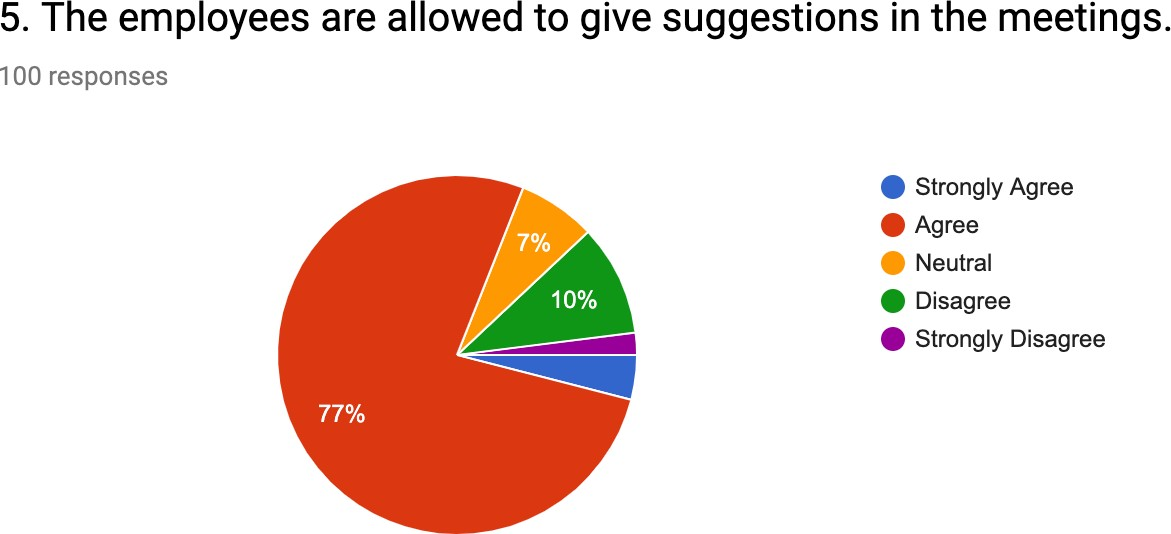 5. The employees are allowed to give suggestions in the meetings.
100 responses
Strongly Agree
Agree
Neutral
Disagree
Strongly Disagree
7%
10%
77%